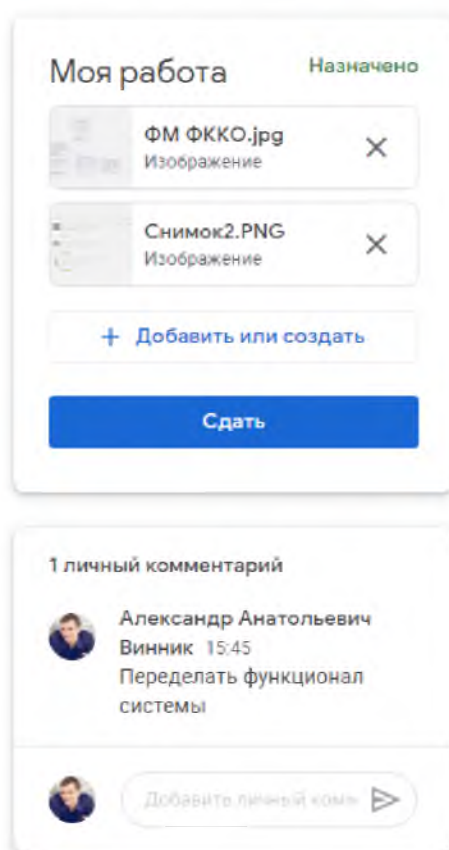 Моя работа
Назначено
ФМ ФККО.jpg
Изображение
Снимок2.PNG
Изображение
+ Добавить или создать
Сдать
1 личный комментарий
Александр Анатольевич
Винник 15:45
Переделать функционал
системы
Добавить личный комм